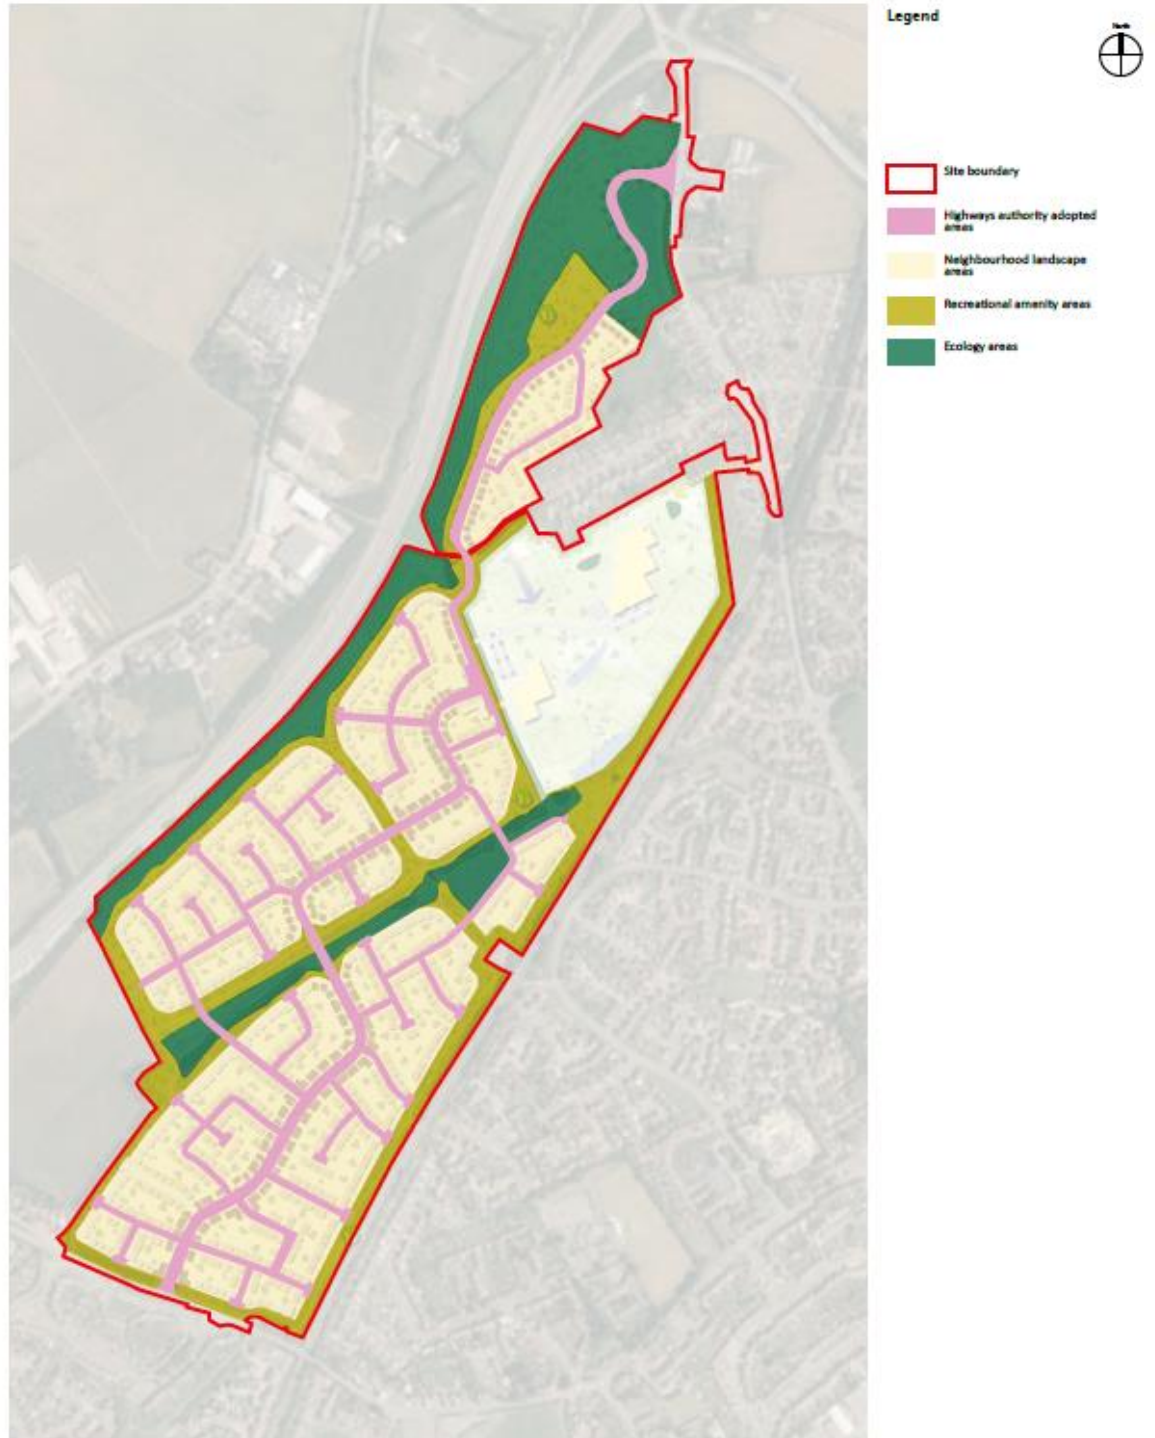 Legend
North
Site boundary
Highways authority adopted
areas
Neighbourhood landscape
areas
Recreational amenity areas
Ecology areas